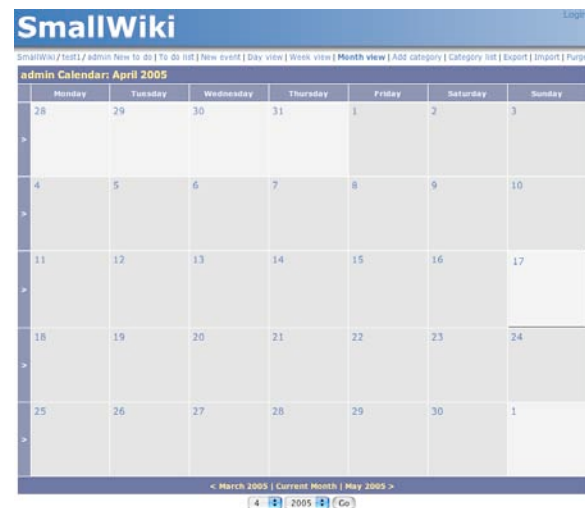 Login
SmallWiki
SmallWiki/ test1/ admin New to do | To do list | New event | Day view | Week view | Month view | Add category | Category list | Export | Import | Purge
admin Calendar: April 2005
Monday Tuesday Wednesday Thursday Friday Saturday Sunday
> 28 29 30 31 1 2 3
> 4 5 6 7 8 9 10
> 11 12 13 14 15 16 17
> 18 19 20 21 22 23 24
> 25 26 27 28 29 30 1
< March 2005 | Current Month | May 2005 >
4 2005 Go